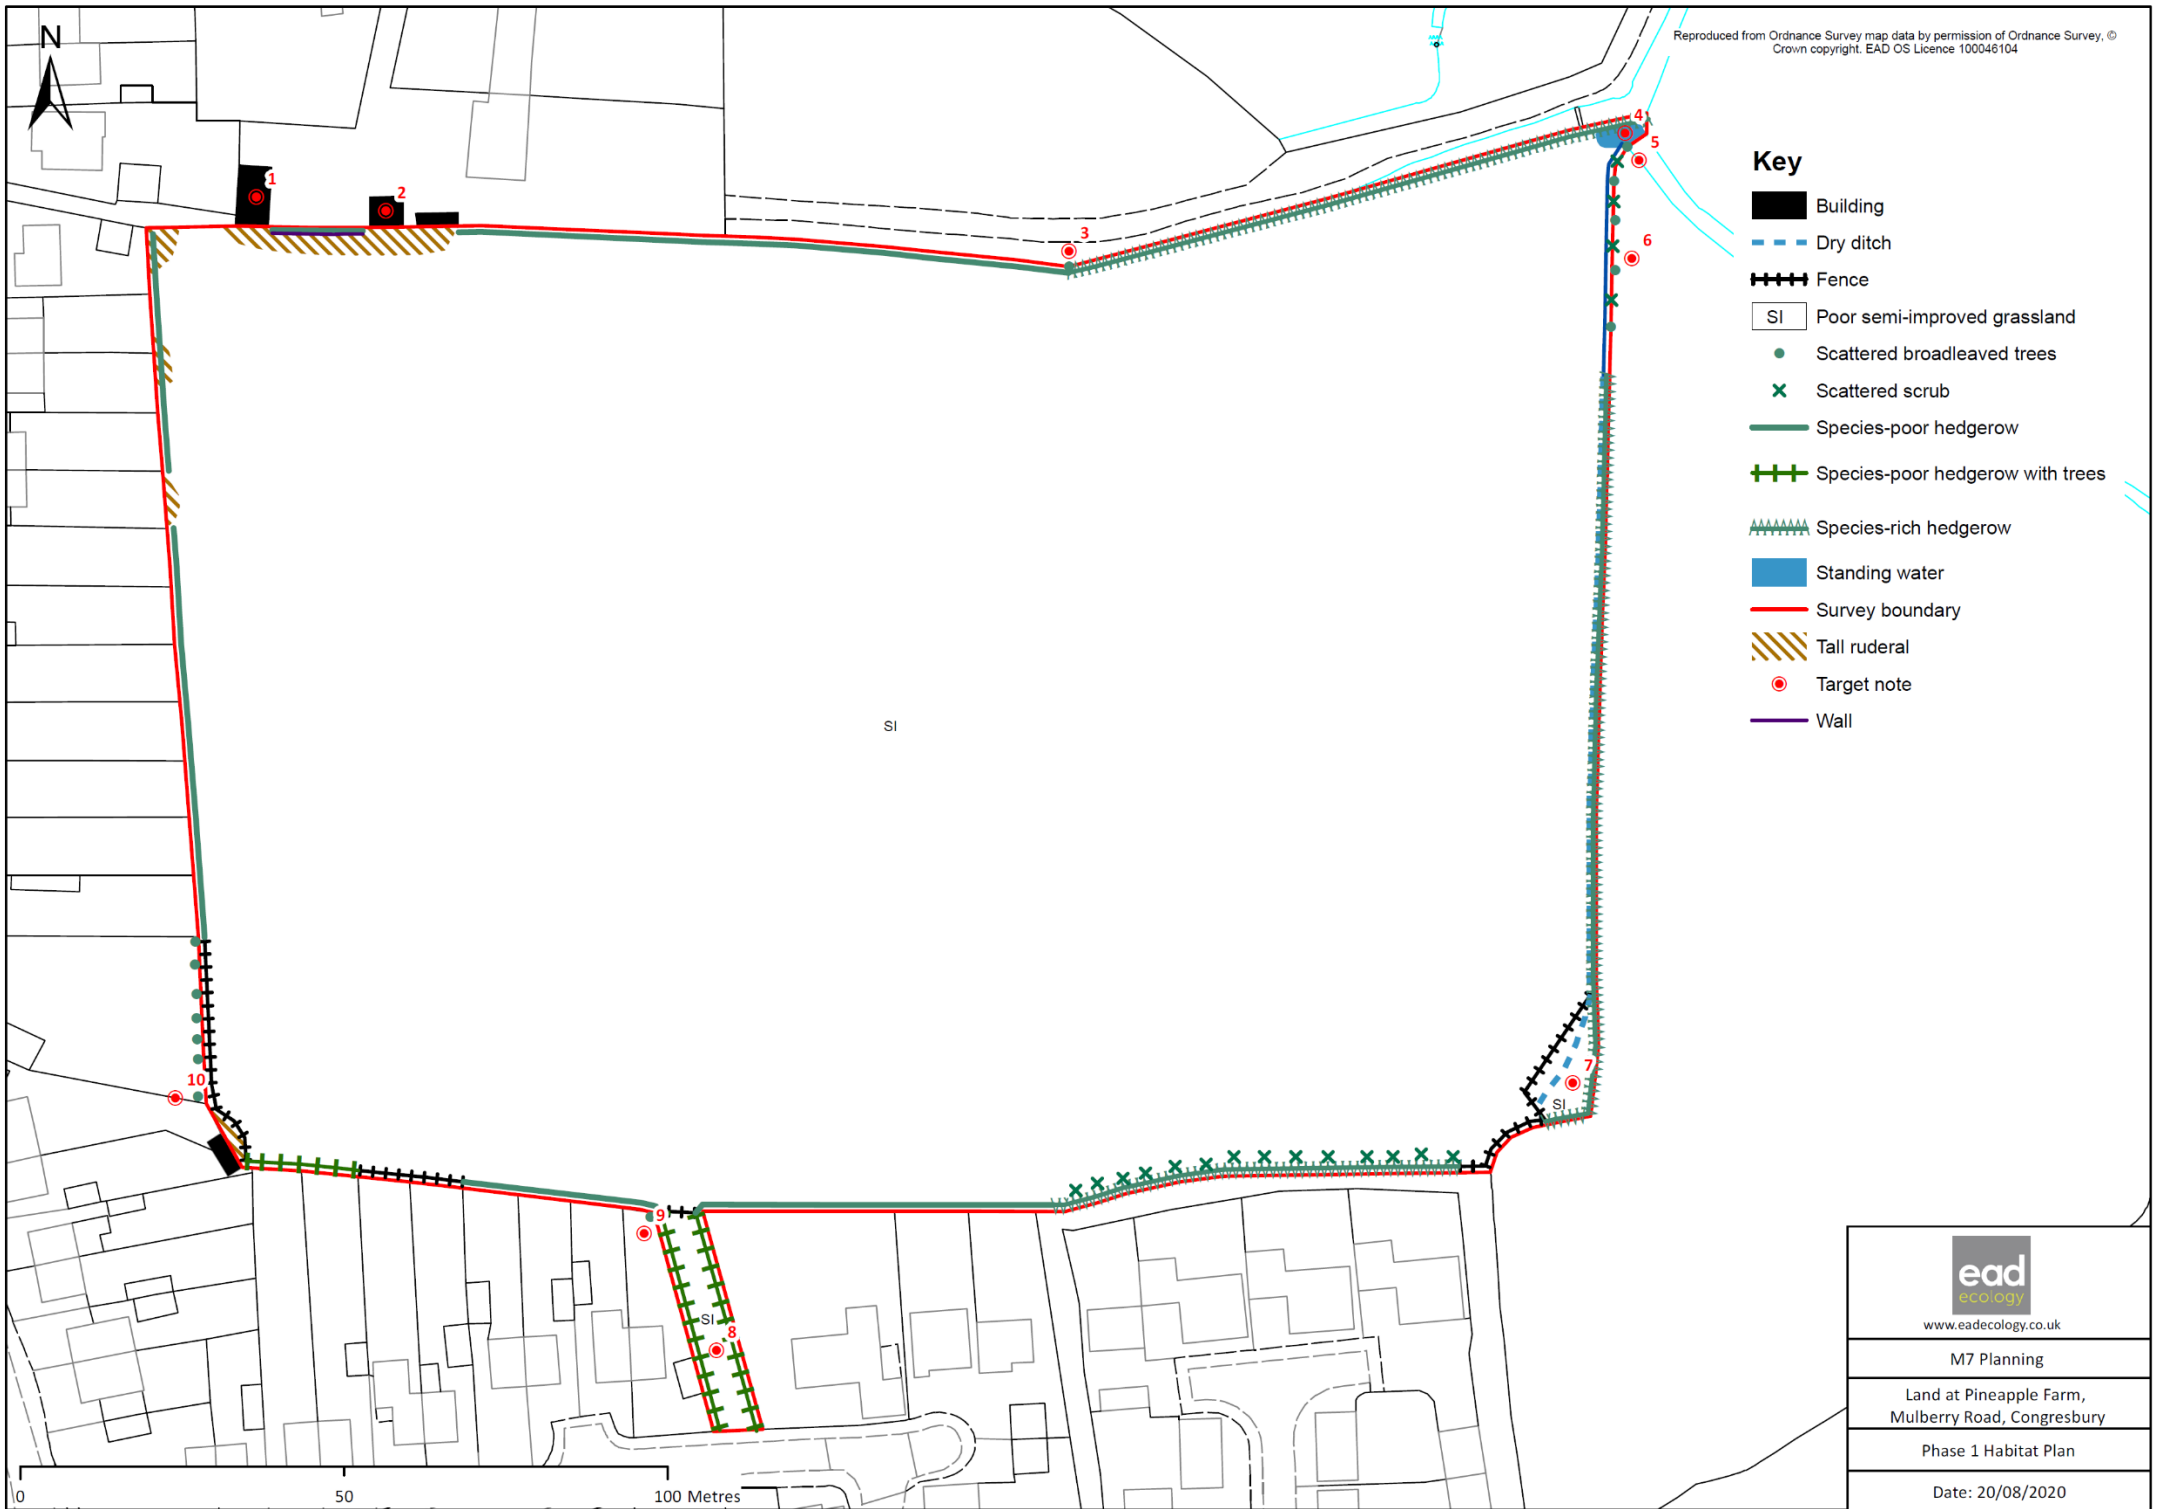 Reproduced from Ordnance Survey map data by permission of Ordnance Survey, ©
Crown copyright. EAD OS Licence 100046104
N
1
2
3
4
5
6
Key
Building
Dry ditch
Fence
SI Poor semi-improved grassland
Scattered broadleaved trees
Scattered scrub
Species-poor hedgerow
Species-poor hedgerow with trees
Species-rich hedgerow
Standing water
Survey boundary
Tall ruderal
Target note
Wall
SI
7
SI
10
9
SI
8
0 50 100 Metres
ead
ecology
www.eadecology.co.uk
M7 Planning
Land at Pineapple Farm,
Mulberry Road, Congresbury
Phase 1 Habitat Plan
Date: 20/08/2020